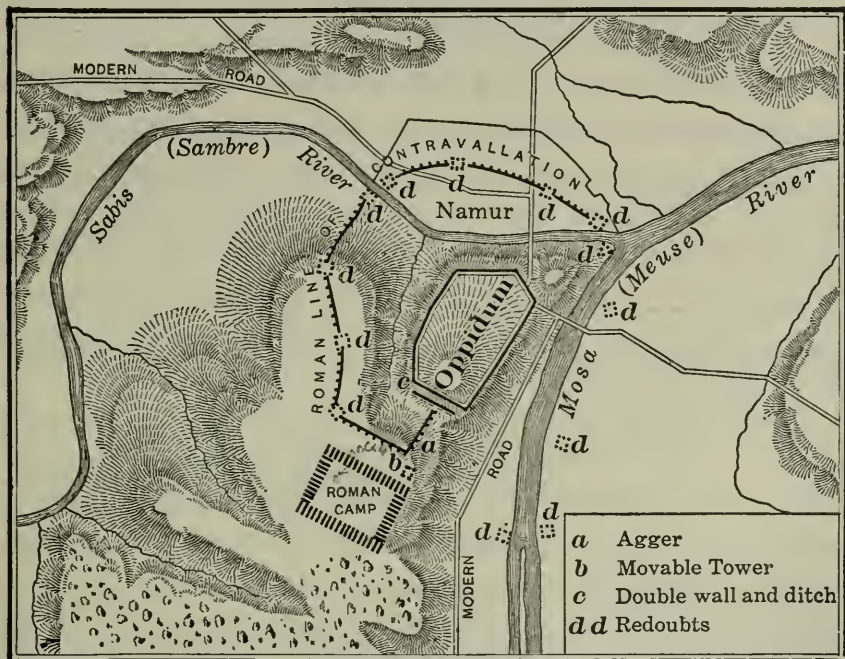 MODERN ROAD
(Sambre)
River
Sabis
ROMAN LINE OF CONTRAVALLATION
d
d
d
d
d
Namur
d
d
d
d
d
(Meuse)
River
Mosa
Oppidum
c
a
b
ROMAN
CAMP
MODERN ROAD
d
d
d
a Agger
b Movable Tower
c Double wall and ditch
d d Redoubts